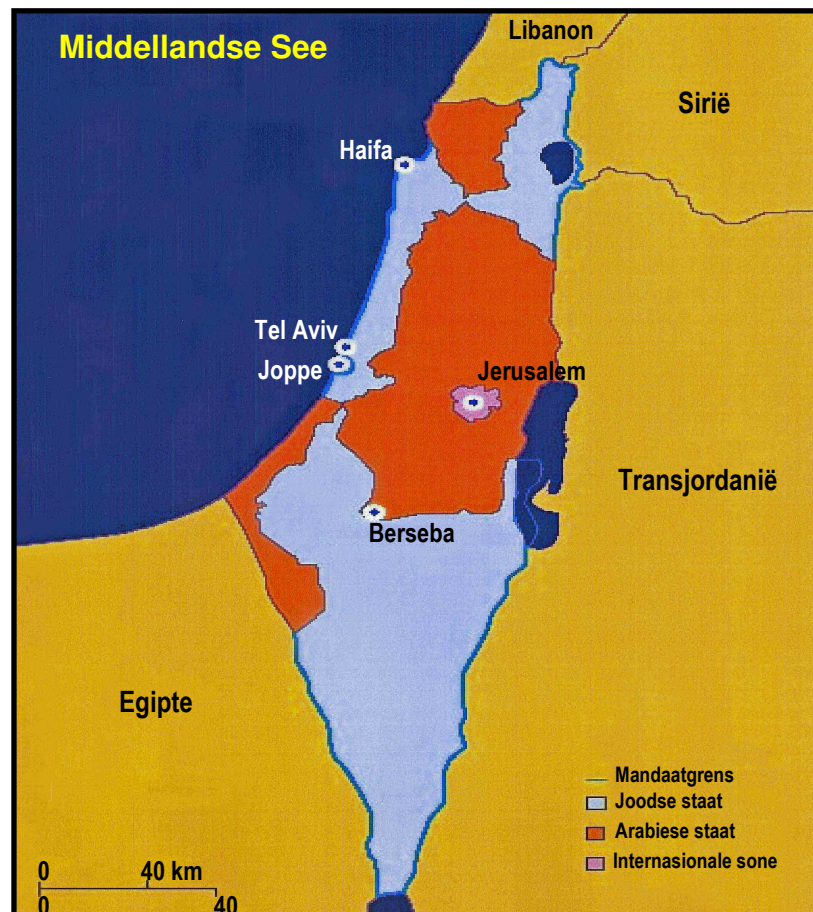 Libanon
Middellandse See
Sirië
Haifa
Tel Aviv
Joppe
Jerusalem
Transjordanië
Berseba
Egipte
Mandaatgrens
Joodse staat
Arabiese staat
Internasionale sone
0 40 km
0 40